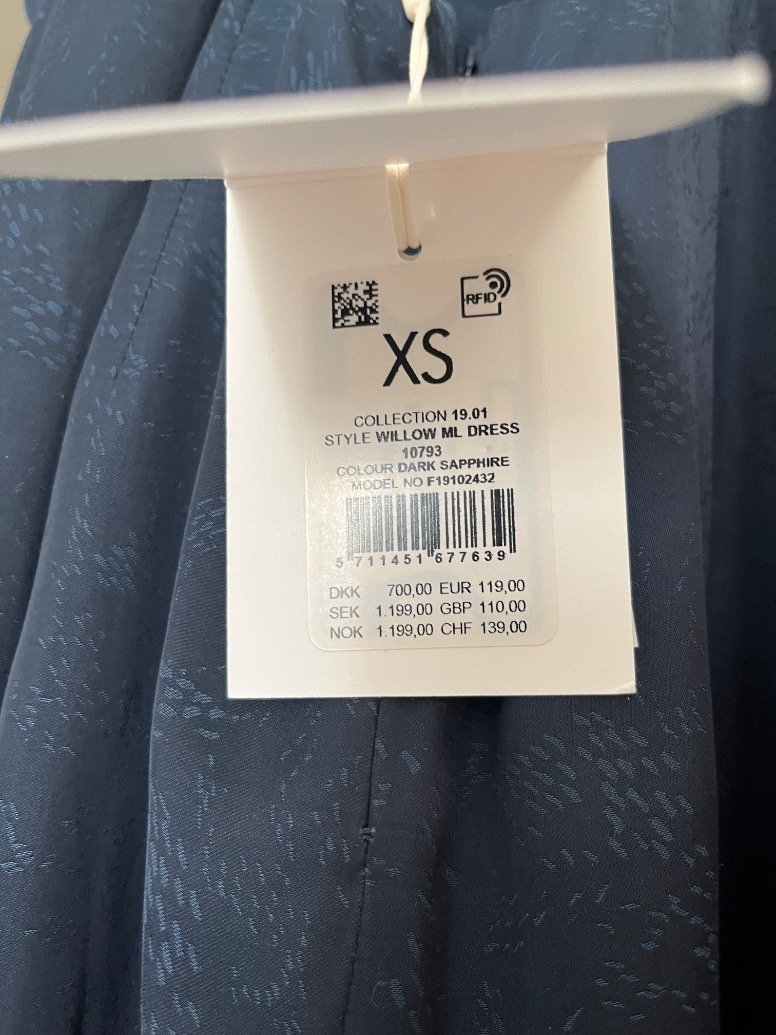 RFID
XS
COLLECTION 19.01
STYLE WILLOW ML DRESS
10793
COLOUR DARK SAPPHIRE
MODEL NO F19102432
5 711451 677639
DKK 700,00 EUR 119,00
SEK 1.199,00 GBP 110,00
NOK 1.199,00 CHF 139,00